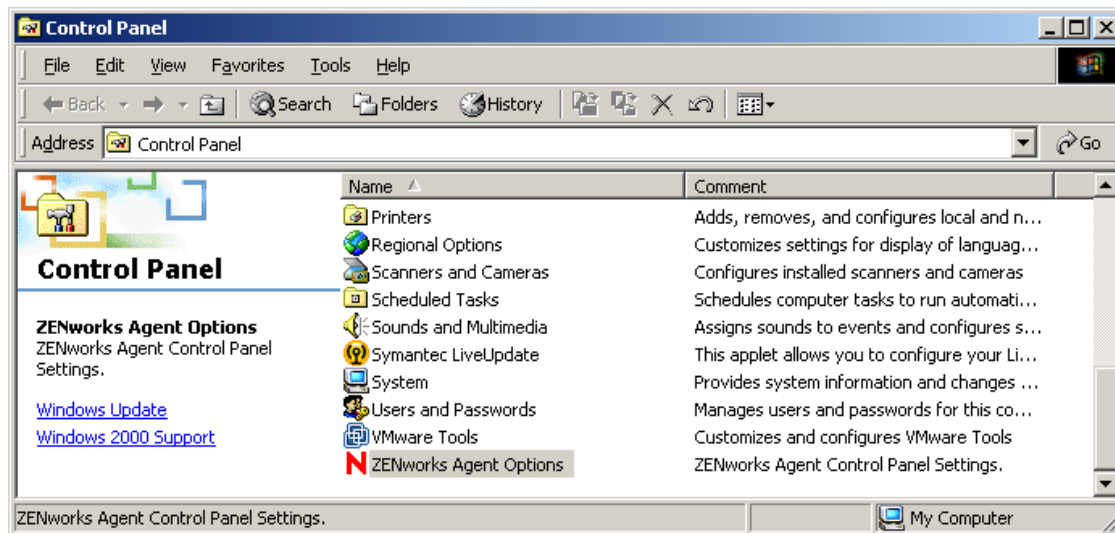 Control Panel
File Edit View Favorites Tools Help
Back Search Folders History
Address Control Panel Go
Control Panel
ZENworks Agent Options
ZENworks Agent Control Panel
Settings.
Windows Update
Windows 2000 Support
Name Comment
Printers Adds, removes, and configures local and n...
Regional Options Customizes settings for display of languag...
Scanners and Cameras Configures installed scanners and cameras
Scheduled Tasks Schedules computer tasks to run automati...
Sounds and Multimedia Assigns sounds to events and configures s...
Symantec LiveUpdate This applet allows you to configure your Li...
System Provides system information and changes ...
Users and Passwords Manages users and passwords for this co...
VMware Tools Customizes and configures VMware Tools
ZENworks Agent Options ZENworks Agent Control Panel Settings.
ZENworks Agent Control Panel Settings. My Computer